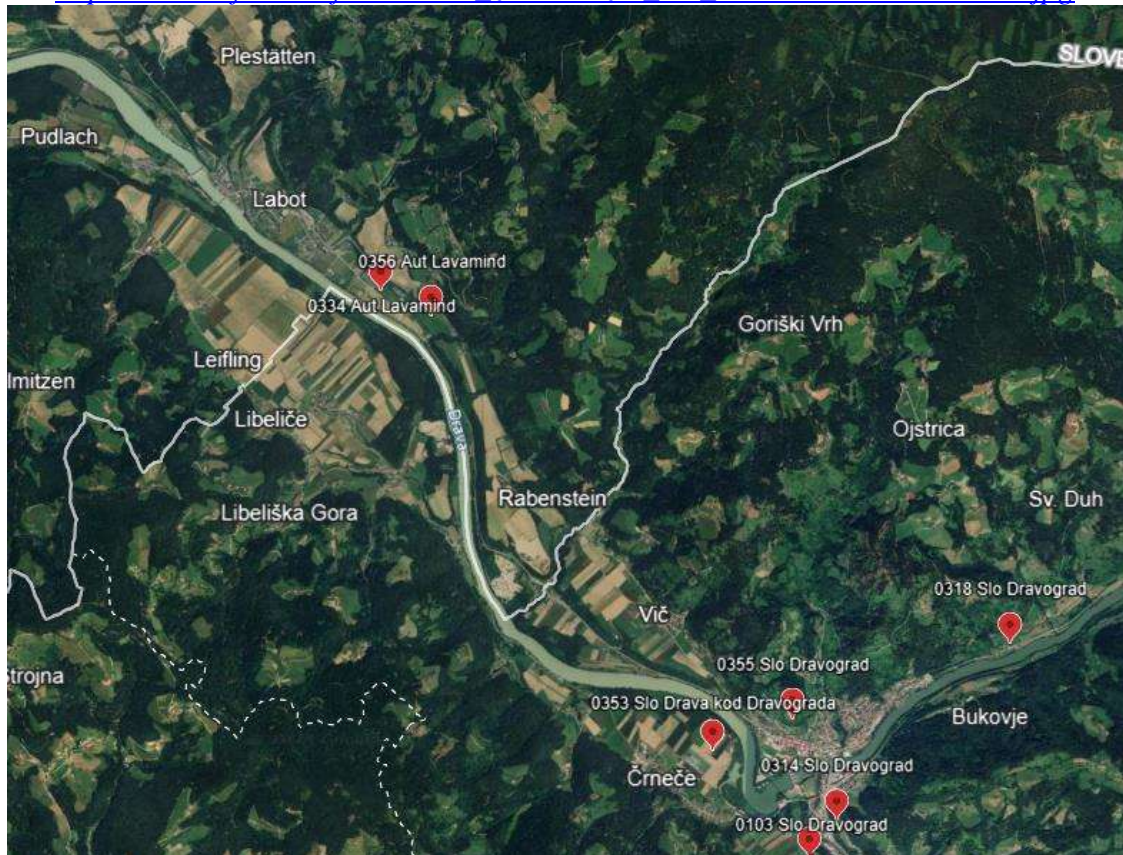 SLOVE
Plestätten
Pudlach
Labot
0356 Aut Lavamind
0334 Aut Lavamind
Goriški Vrh
Leifling
lmitzen
Libeliče
Drava
Ojstrica
Rabenstein
Sv. Duh
Libeliška Gora
0318 Slo Dravograd
Vič
0355 Slo Dravograd
Strojna
0353 Slo Drava kod Dravograda
Bukovje
0314 Slo Dravograd
Črneče
0103 Slo Dravograd